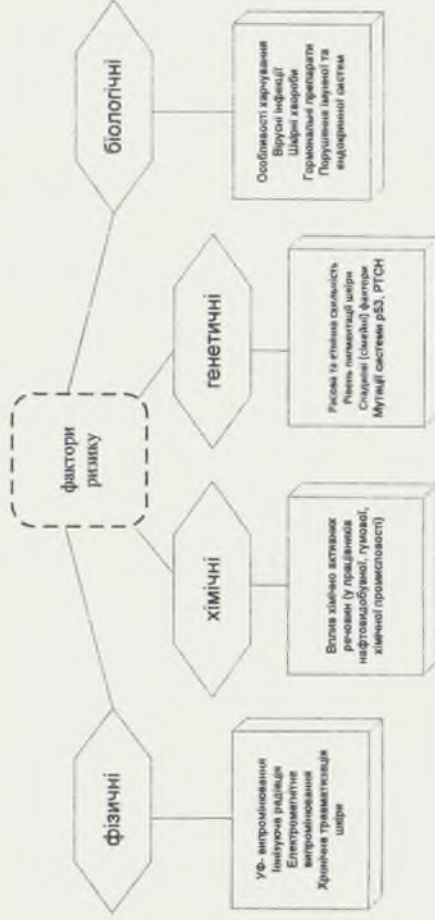 фактори
ризику
фізичні
хімічні
генетичні
біологічні
УФ- випромінювання
Іонізуюча радіація
Електромагнітне
випромінювання
Хронічна травматизація
шкіри
Вплив хімічно активних
речовин (у працівників
нафтовидобувної, гумової,
хімічної промисловості)
Расова та етнічна схильність
Рівень пігментації шкіри
Спадкові (сімейні) фактори
Мутації системи р53, РТСН
Особливості харчування
Вірусні інфекції
Шкірні хвороби
Гормональні препарати
Порушення імунної та
ендокринної систем